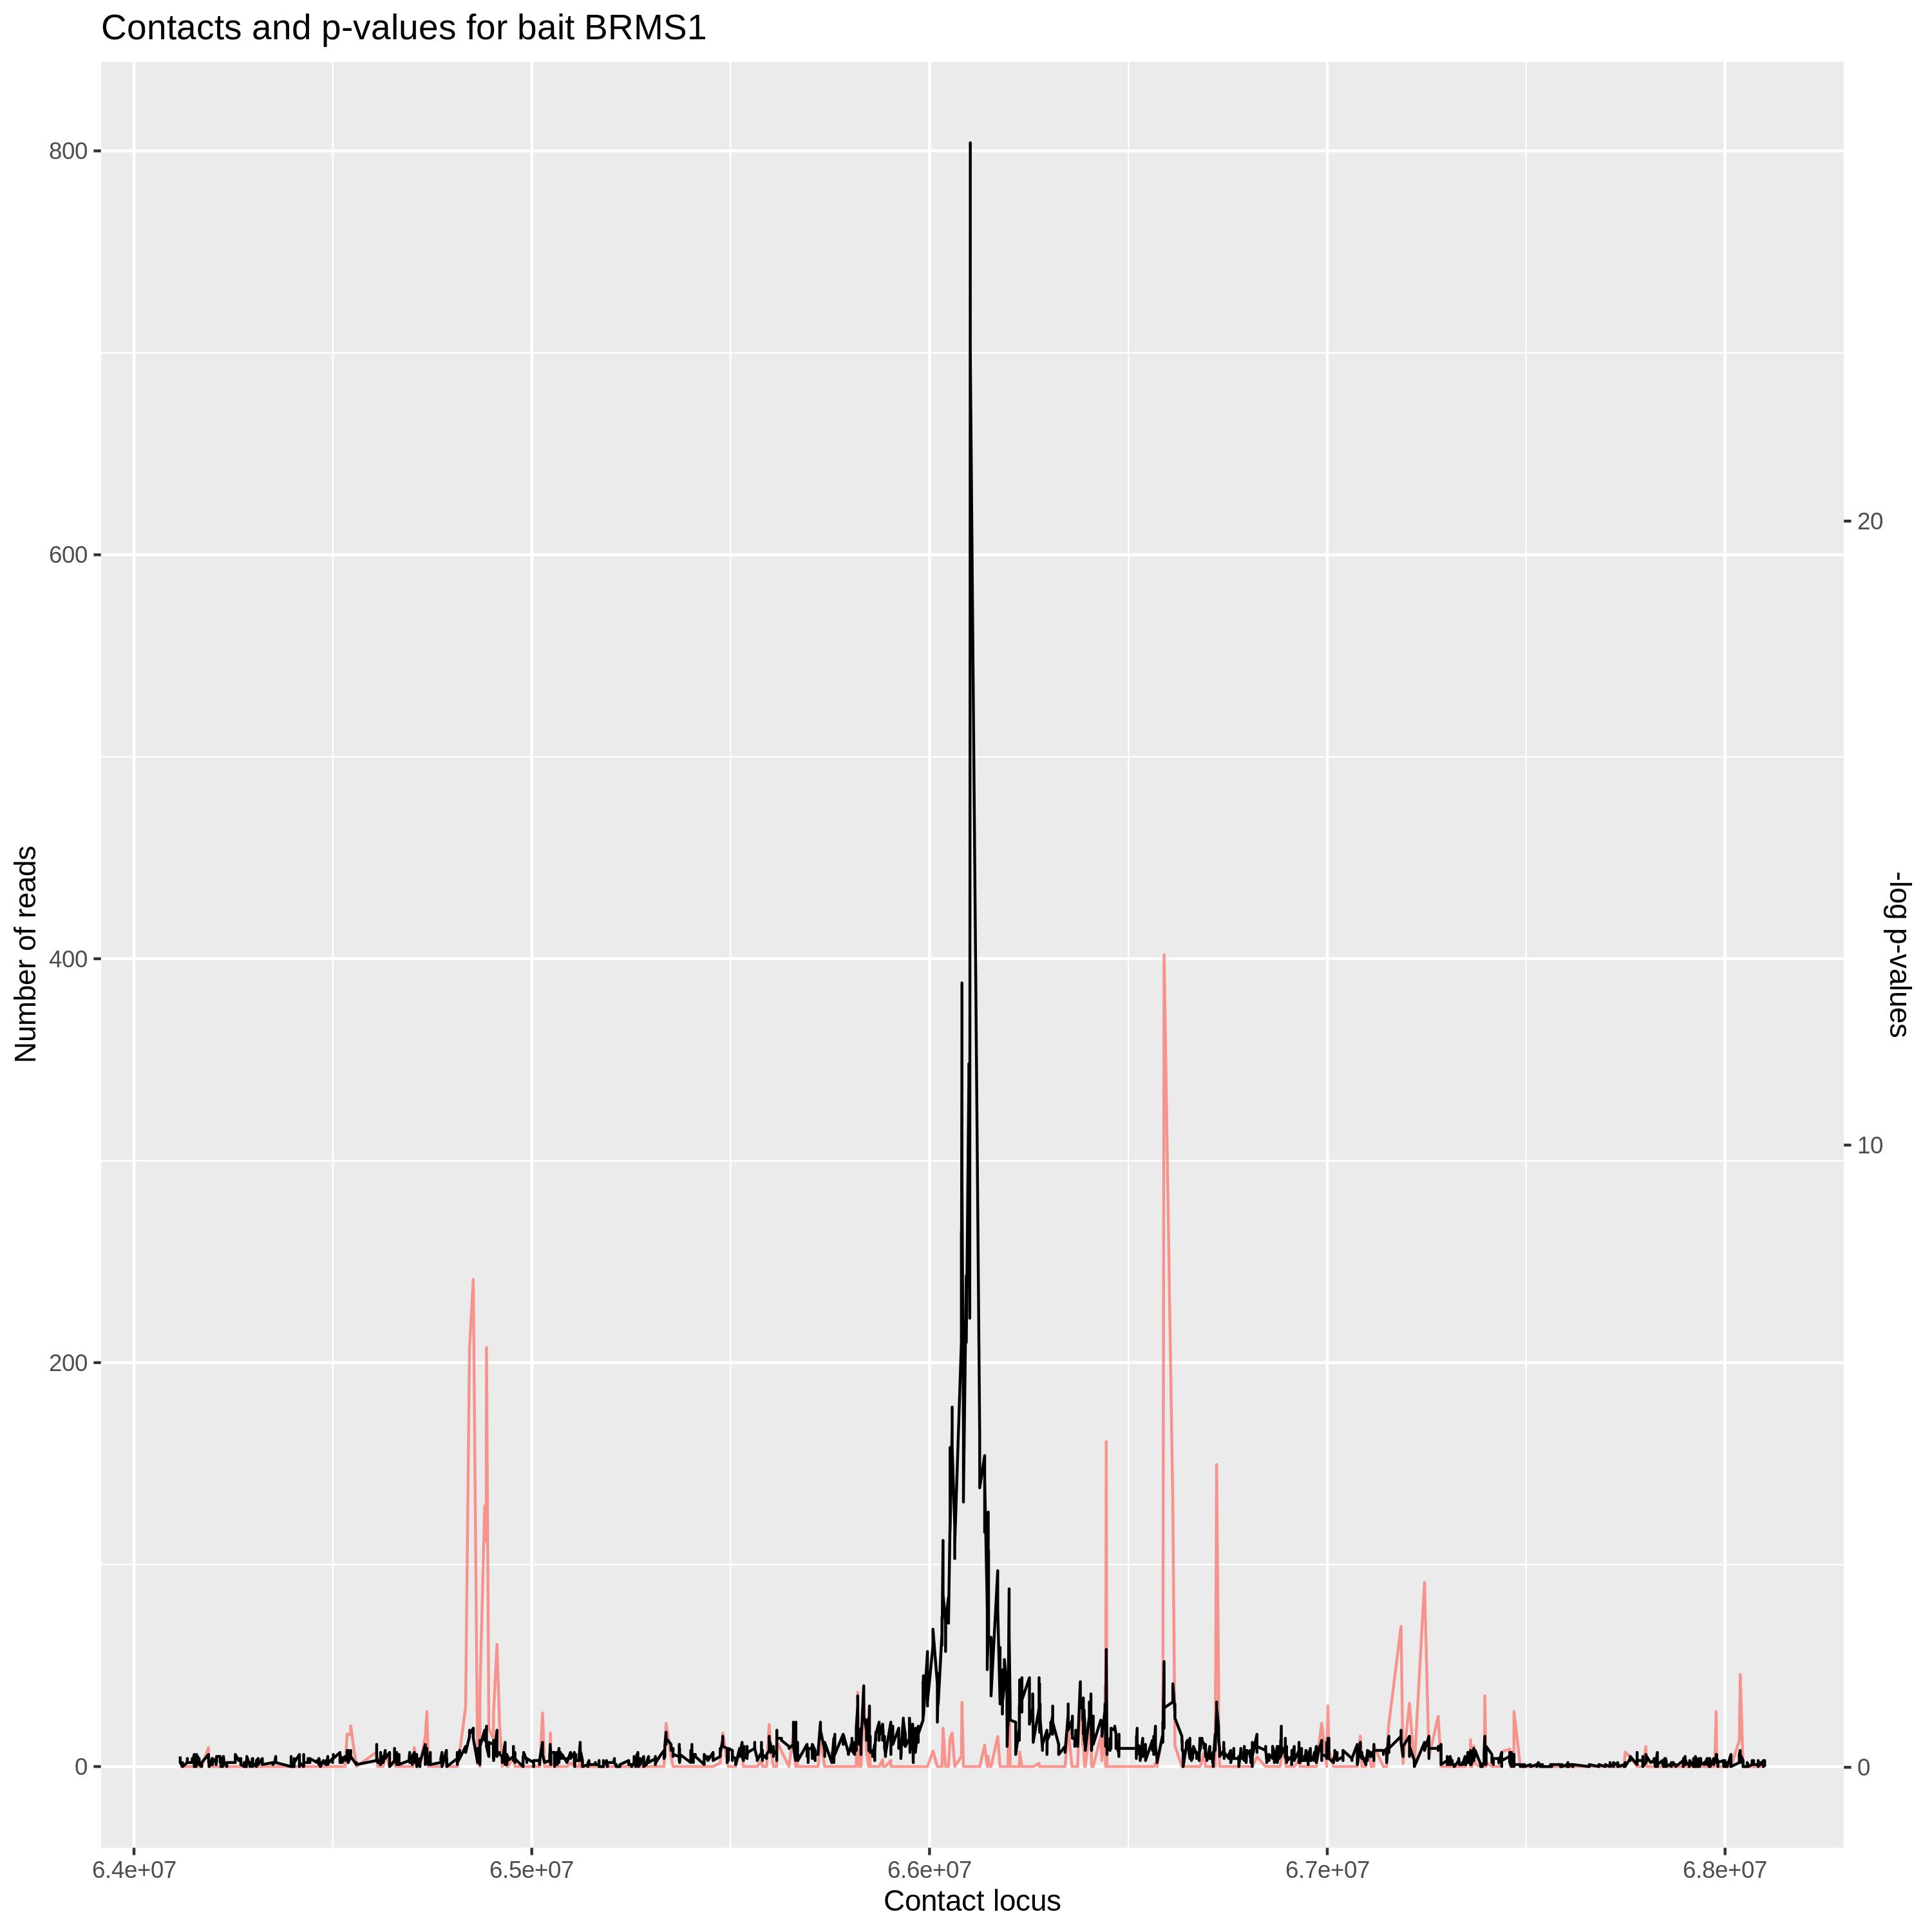 Contacts and p-values for bait BRMS1
800
600
400
200
0
Number of reads
20
10
0
-log p-values
6.4e+07
6.5e+07
6.6e+07
6.7e+07
6.8e+07
Contact locus